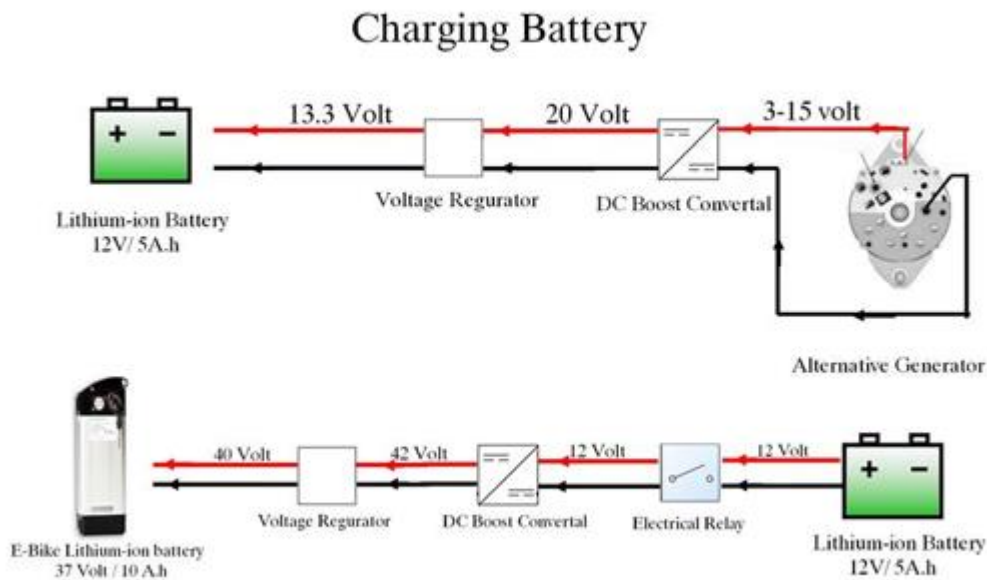 Charging Battery
13.3 Volt
20 Volt
3-15 volt
Voltage Regurator
DC Boost Convertal
Lithium-ion Battery
12V/ 5A.h
Alternative Generator
40 Volt
42 Volt
12 Volt
12 Volt
Voltage Regurator
DC Boost Convertal
Electrical Relay
E-Bike Lithium-ion battery
37 Volt / 10 A.h
Lithium-ion Battery
12V/ 5A.h